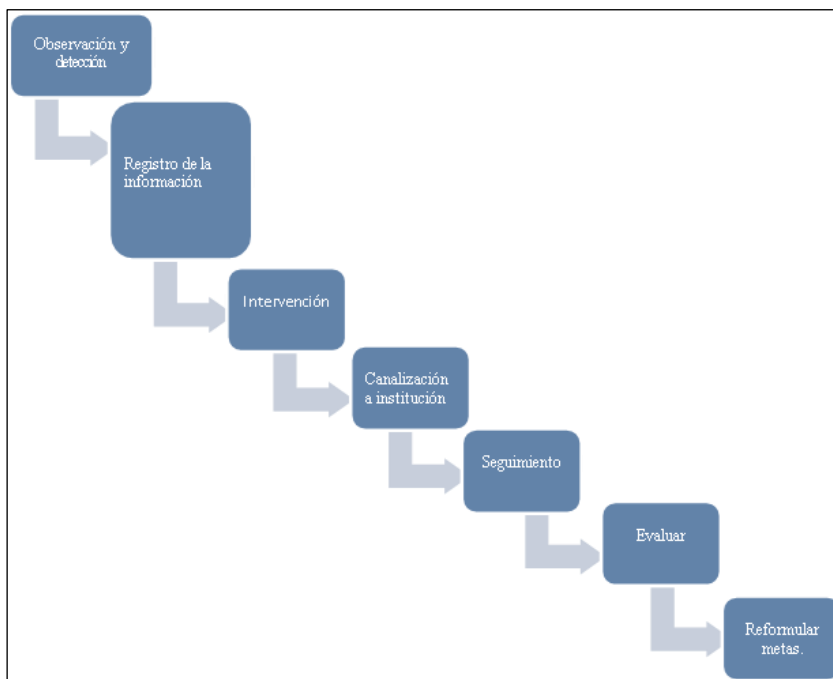 Observación y
detección
Registro de la
información
Intervención
Canalización
a institución
Seguimiento
Evaluar
Reformular
metas.